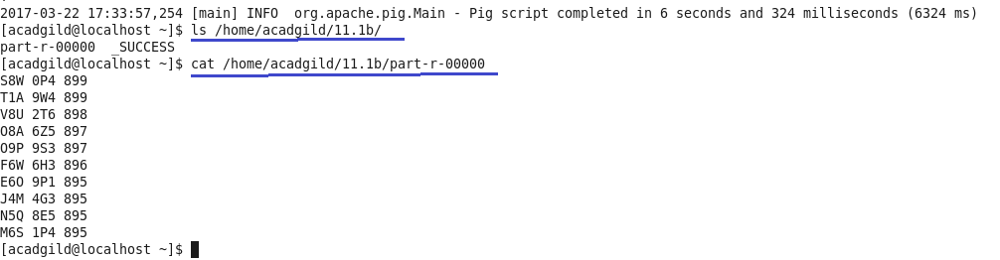 2017-03-22 17:33:57,254 [main] INFO  org.apache.pig.Main - Pig script completed in 6 seconds and 324 milliseconds (6324 ms)
[acadgild@localhost ~]$ ls /home/acadgild/11.1b/
part-r-00000  _SUCCESS
[acadgild@localhost ~]$ cat /home/acadgild/11.1b/part-r-00000
S8W 0P4 899
T1A 9W4 899
V8U 2T6 898
O8A 6Z5 897
O9P 9S3 897
F6W 6H3 896
E6O 9P1 895
J4M 4G3 895
N5Q 8E5 895
M6S 1P4 895
[acadgild@localhost ~]$